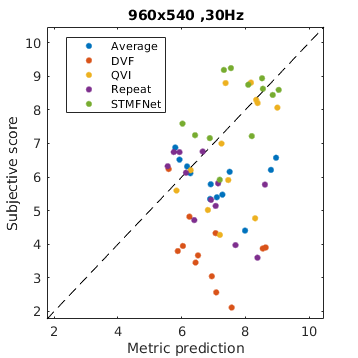 960x540 ,30Hz
Average
DVF
QVI
Repeat
STMFNet
Subjective score
10
9
8
7
6
5
4
3
2
2 4 6 8 10
Metric prediction